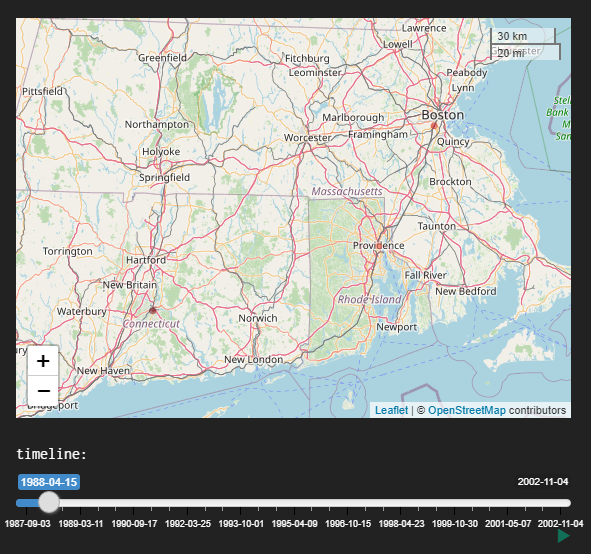 Lawrence
30 km
Lowell
Gloucester
20 mi
Greenfield
Fitchburg
Leominster
Peabody
Lynn
Pittsfield
Boston
Marlborough
Northampton
Worcester
Framingham
Quincy
Holyoke
Springfield
Brockton
Massachusetts
Taunton
Providence
Torrington
Hartford
Fall River
New Britain
New Bedford
Rhode Island
Waterbury
Norwich
Connecticut
Newport
New London
+
New Haven
−
Bridgeport
Leaflet | © OpenStreetMap contributors
timeline:
1988-04-15 2002-11-04
1987-09-03 1989-03-11 1990-09-17 1992-03-25 1993-10-01 1995-04-09 1996-10-15 1998-04-23 1999-10-30 2001-05-07 2002-11-04